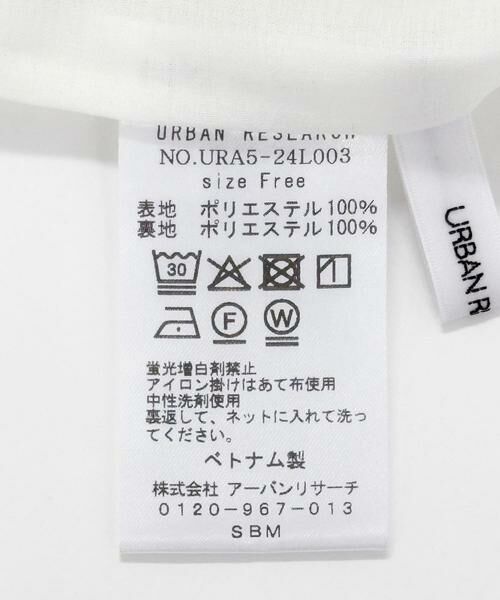 URBAN RESEARCH
NO.URA5-24L003
size Free
表地 ポリエステル100%
裏地 ポリエステル100%
30
F W
蛍光増白剤禁止
アイロン掛けはあて布使用
中性洗剤使用
裏返して、ネットに入れて洗っ
てください。
ベトナム製
株式会社 アーバンリサーチ
0120-967-013
SBM
URBAN R